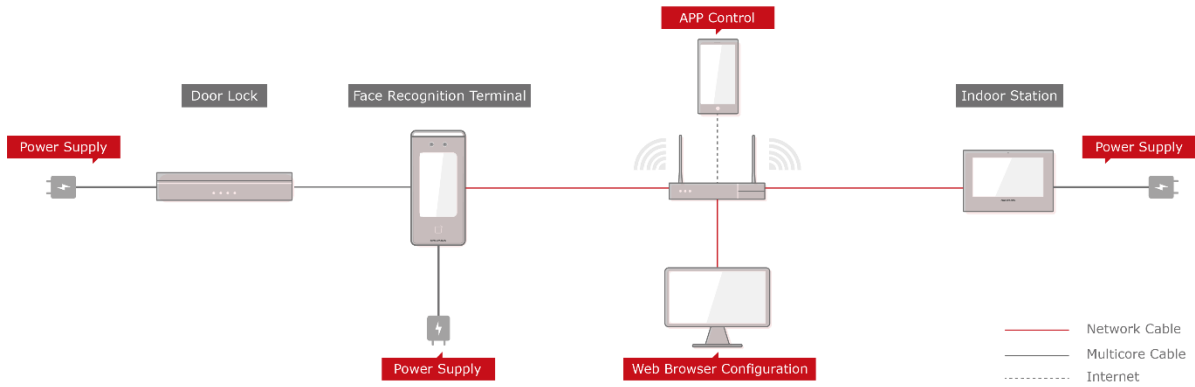 APP Control
Door Lock
Face Recognition Terminal
Indoor Station
Power Supply
Power Supply
Power Supply
Web Browser Configuration
Network Cable
Multicore Cable
Internet